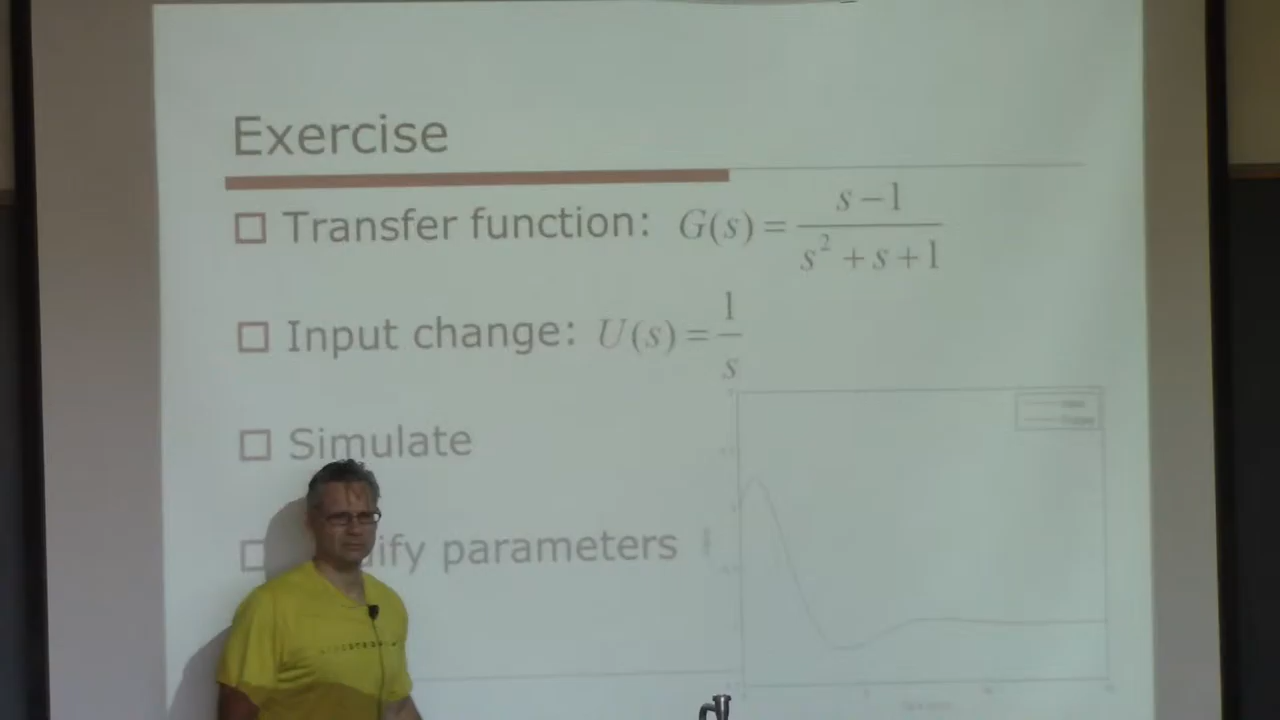 Exercise
Transfer function: G(s) = (s − 1) / (s² + s + 1)
Input change: U(s) = 1 / s
Simulate
ify parameters